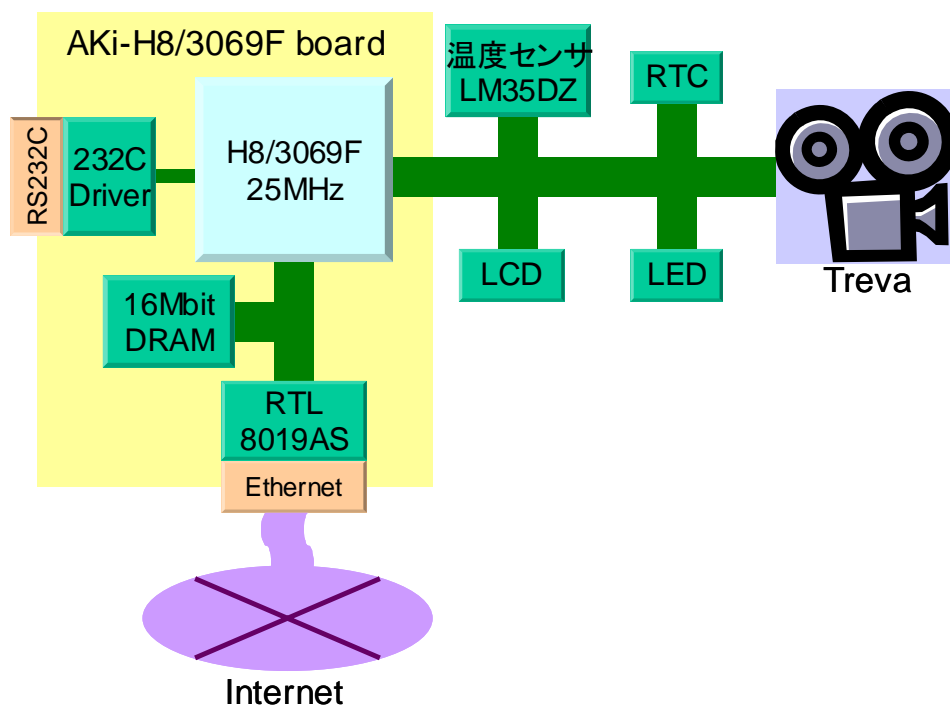 AKi-H8/3069F board
温度センサ
LM35DZ
RTC
RS232C
232C
Driver
H8/3069F
25MHz
LCD
LED
Treva
16Mbit
DRAM
RTL
8019AS
Ethernet
Internet